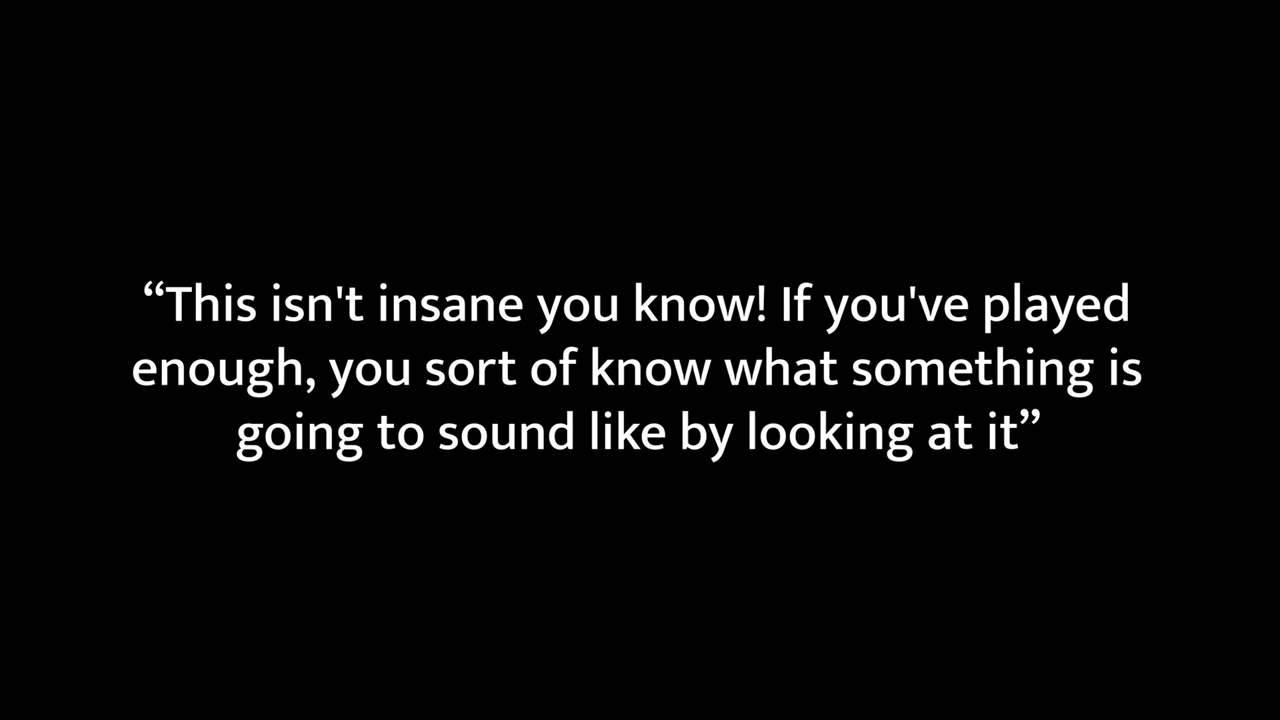 “This isn't insane you know! If you've played
enough, you sort of know what something is
going to sound like by looking at it”